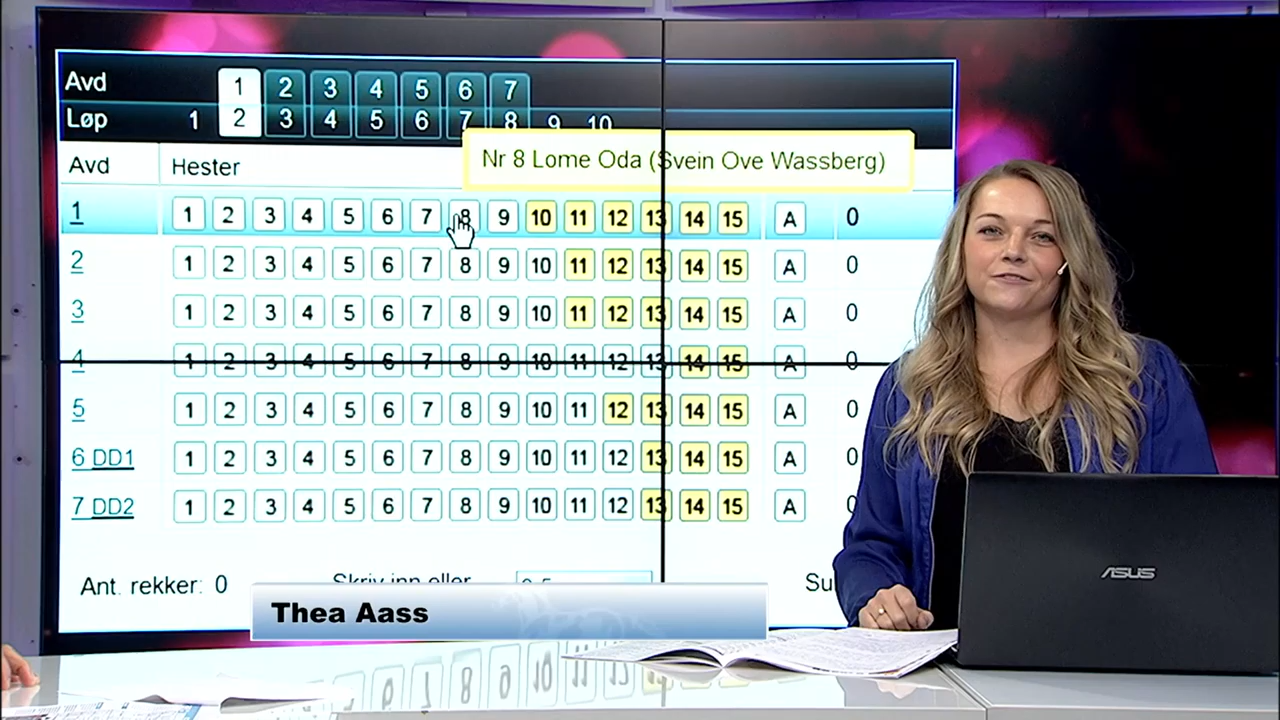 Avd 1 2 3 4 5 6 7
Løp 1 2 3 4 5 6 7 8 9 10
Nr 8 Lome Oda (Svein Ove Wassberg)
Avd Hester
1 1 2 3 4 5 6 7 8 9 10 11 12 13 14 15 A 0
2 1 2 3 4 5 6 7 8 9 10 11 12 13 14 15 A 0
3 1 2 3 4 5 6 7 8 9 10 11 12 13 14 15 A 0
4 1 2 3 4 5 6 7 8 9 10 11 12 13 14 15 A 0
5 1 2 3 4 5 6 7 8 9 10 11 12 13 14 15 A 0
6 DD1 1 2 3 4 5 6 7 8 9 10 11 12 13 14 15 A 0
7 DD2 1 2 3 4 5 6 7 8 9 10 11 12 13 14 15 A 0
Ant. rekker: 0 Skriv inn eller
Thea Aass
ASUS